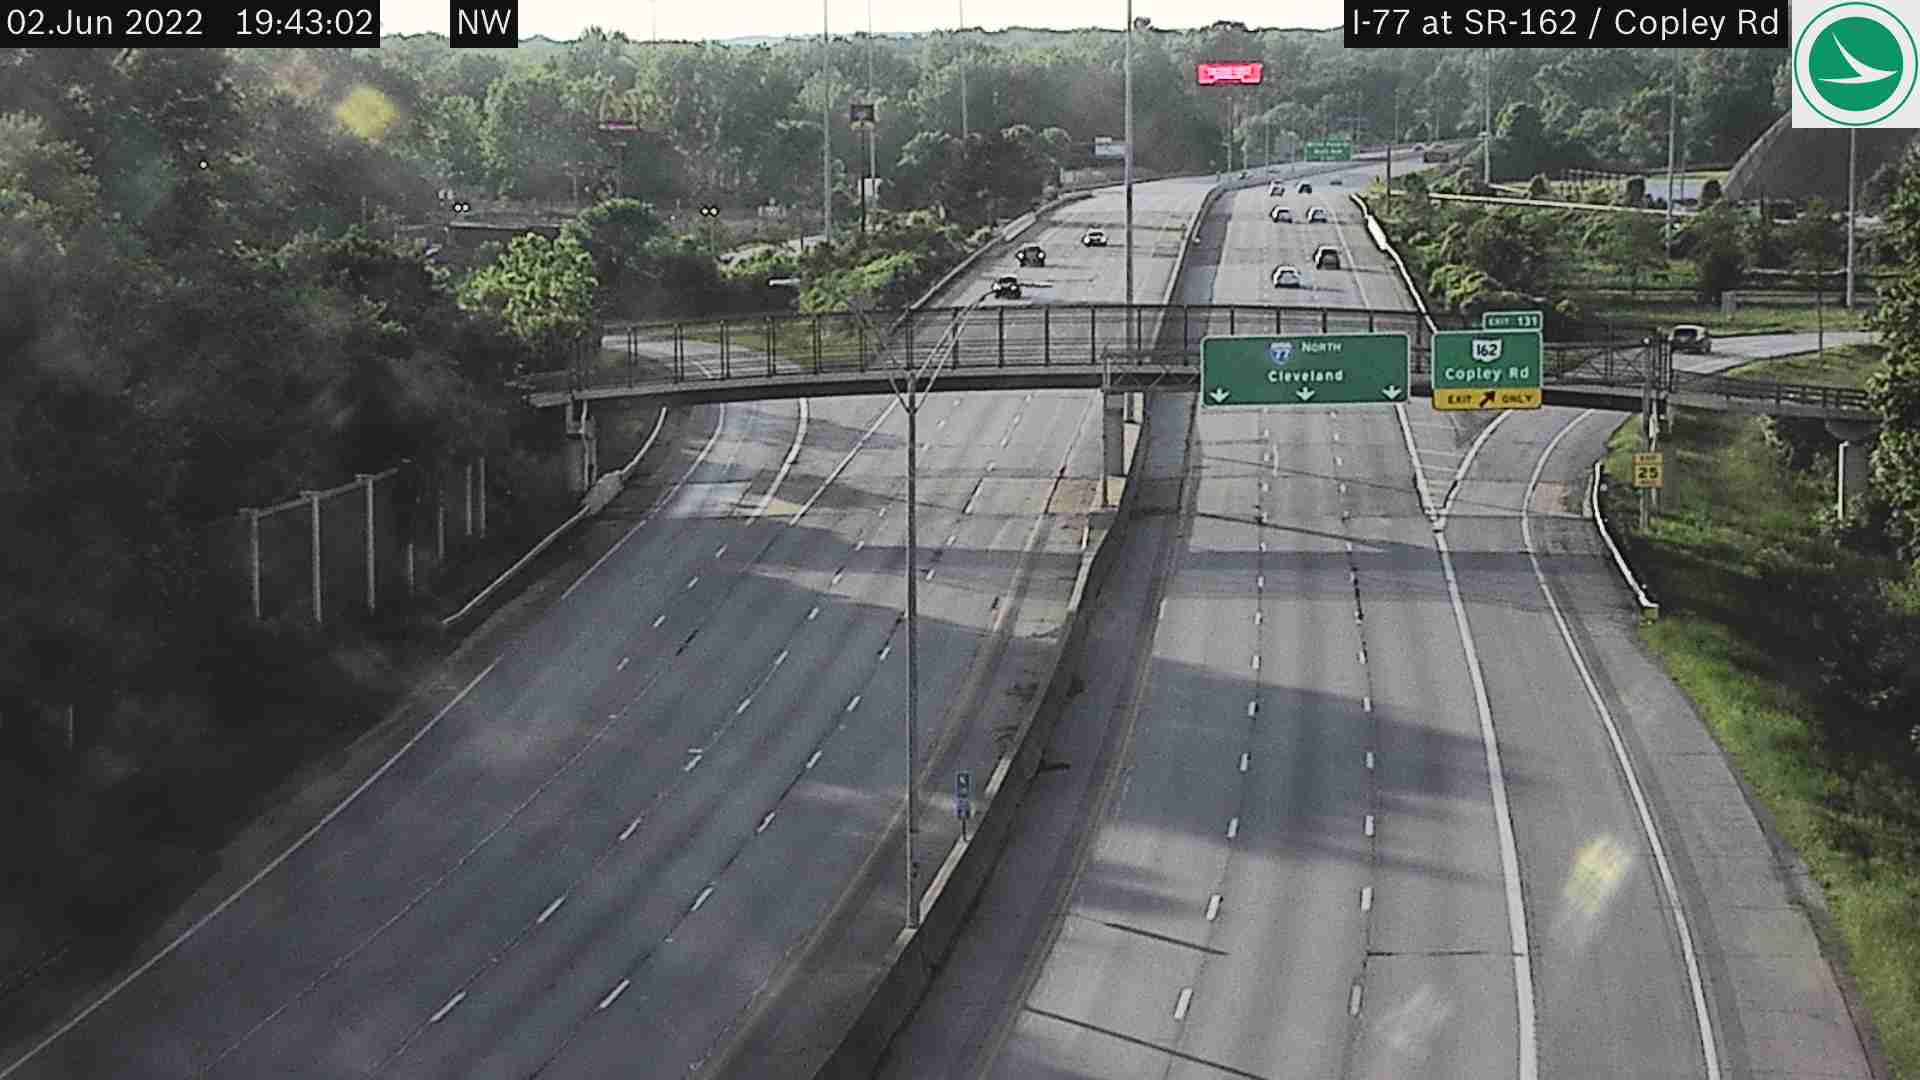 02.Jun 2022 19:43:02
NW
I-77 at SR-162 / Copley Rd
EXIT 131
77 NORTH
Cleveland
162
Copley Rd
EXIT ONLY
25